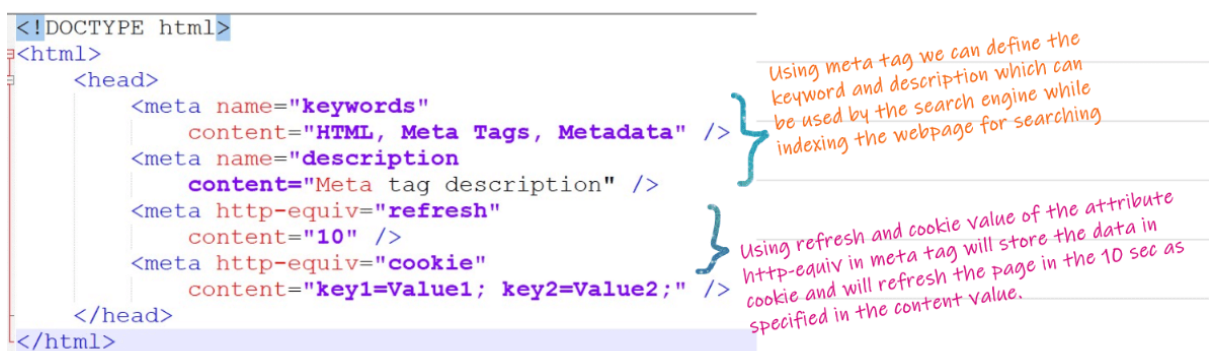 <!DOCTYPE html>
<html>
<head>
<meta name="keywords"
content="HTML, Meta Tags, Metadata" />
<meta name="description
content="Meta tag description" />
<meta http-equiv="refresh"
content="10" />
<meta http-equiv="cookie"
content="key1=Value1; key2=Value2;" />
</head>
</html>
Using meta tag we can define the
keyword and description which can
be used by the search engine while
indexing the webpage for searching
Using refresh and cookie value of the attribute
http-equiv in meta tag will store the data in
cookie and will refresh the page in the 10 sec as
specified in the content value.